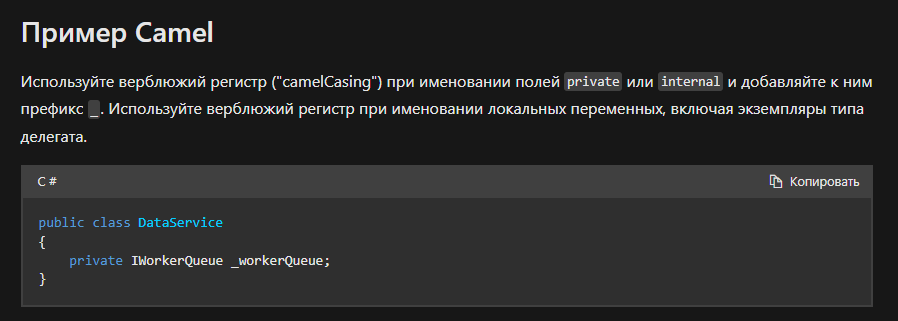 Пример Camel
Используйте верблюжий регистр ("camelCasing") при именовании полей private или internal и добавляйте к ним
префикс _. Используйте верблюжий регистр при именовании локальных переменных, включая экземпляры типа
делегата.
C #
Копировать
public class DataService
{
    private IWorkerQueue _workerQueue;
}